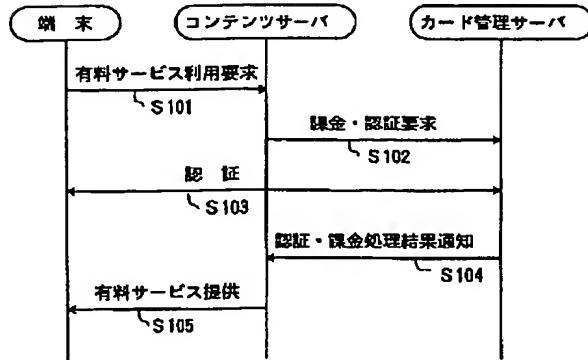 端 末
コンテンツサーバ
カード管理サーバ
有料サービス利用要求
S101
課金・認証要求
S102
認 証
S103
認証・課金処理結果通知
S104
有料サービス提供
S105